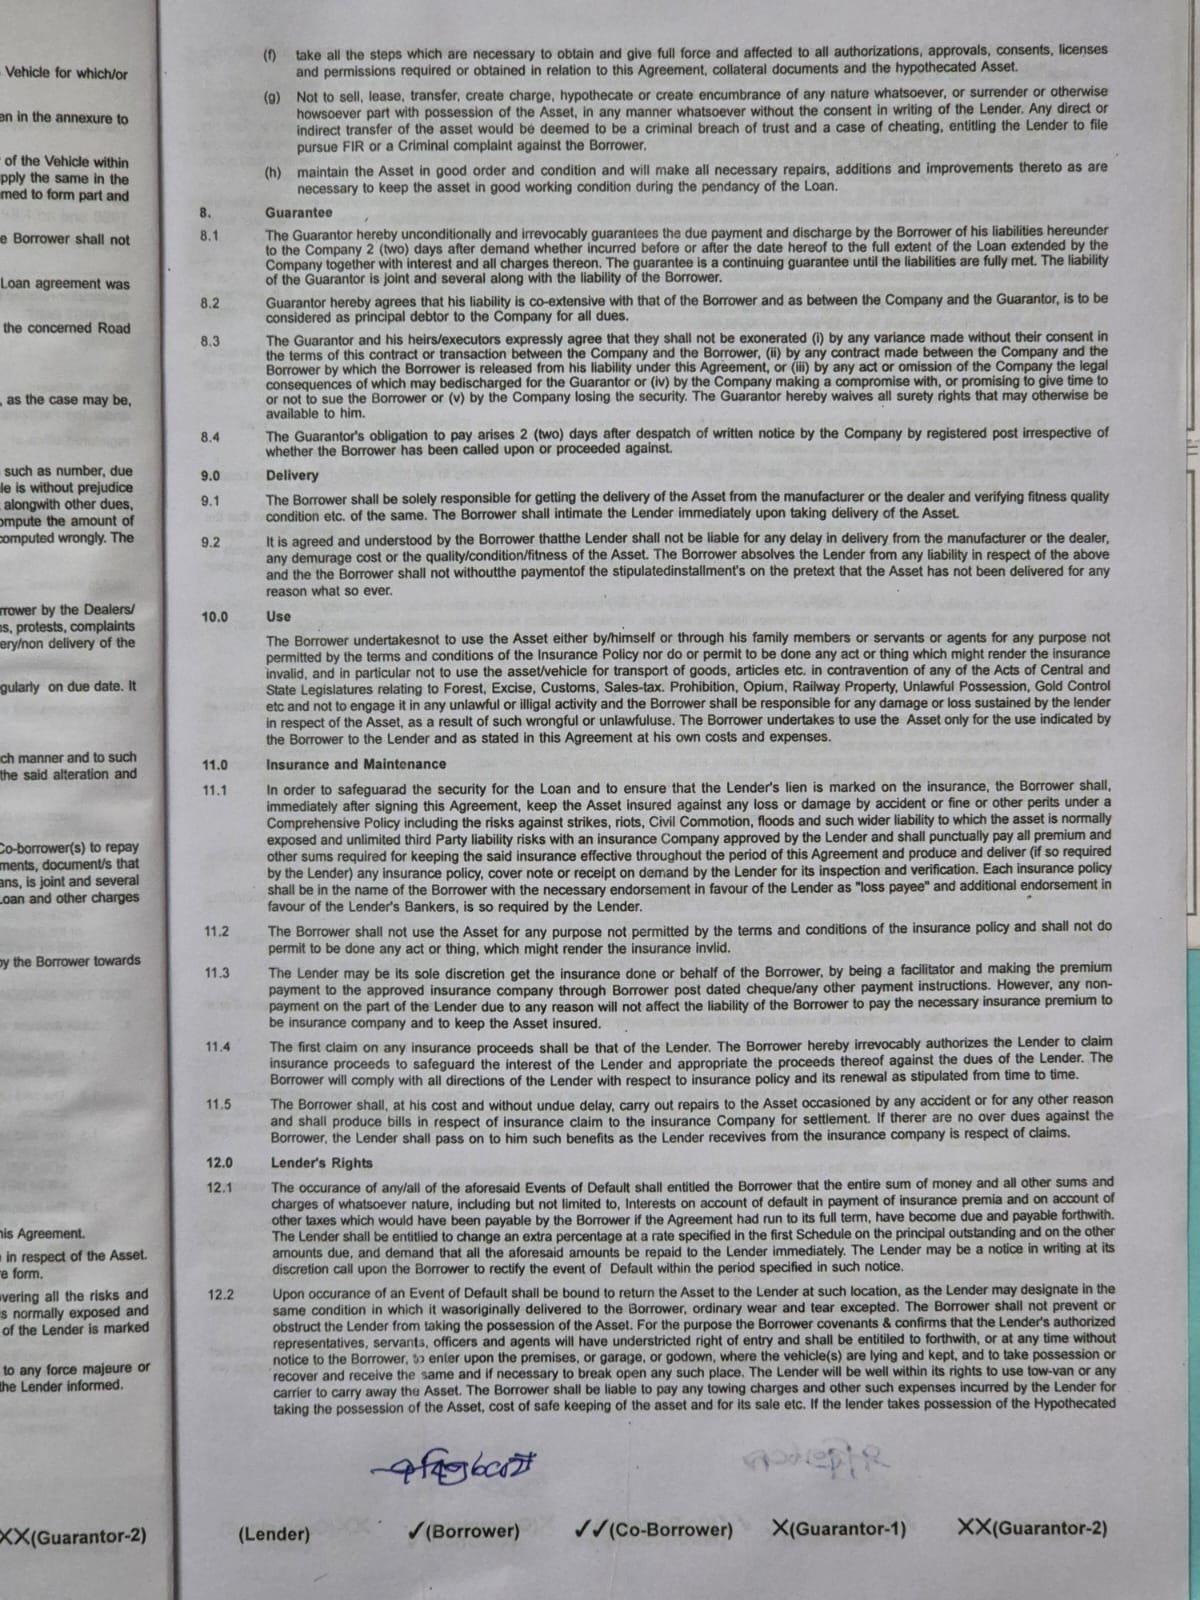 Vehicle for which/or
en in the annexure to
of the Vehicle within
pply the same in the
med to form part and
e Borrower shall not
Loan agreement was
the concerned Road
, as the case may be,
such as number, due
le is without prejudice
alongwith other dues,
ompute the amount of
computed wrongly. The
rrower by the Dealers/
ns, protests, complaints
ery/non delivery of the
gularly on due date. It
ch manner and to such
the said alteration and
Co-borrower(s) to repay
ments, document/s that
ans, is joint and several
Loan and other charges
by the Borrower towards
his Agreement.
in respect of the Asset.
e form.
vering all the risks and
s normally exposed and
of the Lender is marked
to any force majeure or
the Lender informed.
XX(Guarantor-2)
(f) take all the steps which are necessary to obtain and give full force and affected to all authorizations, approvals, consents, licenses
and permissions required or obtained in relation to this Agreement, collateral documents and the hypothecated Asset.
(g) Not to sell, lease, transfer, create charge, hypothecate or create encumbrance of any nature whatsoever, or surrender or otherwise
howsoever part with possession of the Asset, in any manner whatsoever without the consent in writing of the Lender. Any direct or
indirect transfer of the asset would be deemed to be a criminal breach of trust and a case of cheating, entitling the Lender to file
pursue FIR or a Criminal complaint against the Borrower.
(h) maintain the Asset in good order and condition and will make all necessary repairs, additions and improvements thereto as are
necessary to keep the asset in good working condition during the pendancy of the Loan.
8. Guarantee
8.1 The Guarantor hereby unconditionally and irrevocably guarantees the due payment and discharge by the Borrower of his liabilities hereunder
to the Company 2 (two) days after demand whether incurred before or after the date hereof to the full extent of the Loan extended by the
Company together with interest and all charges thereon. The guarantee is a continuing guarantee until the liabilities are fully met. The liability
of the Guarantor is joint and several along with the liability of the Borrower.
8.2 Guarantor hereby agrees that his liability is co-extensive with that of the Borrower and as between the Company and the Guarantor, is to be
considered as principal debtor to the Company for all dues.
8.3 The Guarantor and his heirs/executors expressly agree that they shall not be exonerated (i) by any variance made without their consent in
the terms of this contract or transaction between the Company and the Borrower, (ii) by any contract made between the Company and the
Borrower by which the Borrower is released from his liability under this Agreement, or (iii) by any act or omission of the Company the legal
consequences of which may bedischarged for the Guarantor or (iv) by the Company making a compromise with, or promising to give time to
or not to sue the Borrower or (v) by the Company losing the security. The Guarantor hereby waives all surety rights that may otherwise be
available to him.
8.4 The Guarantor's obligation to pay arises 2 (two) days after despatch of written notice by the Company by registered post irrespective of
whether the Borrower has been called upon or proceeded against.
9.0 Delivery
9.1 The Borrower shall be solely responsible for getting the delivery of the Asset from the manufacturer or the dealer and verifying fitness quality
condition etc. of the same. The Borrower shall intimate the Lender immediately upon taking delivery of the Asset.
9.2 It is agreed and understood by the Borrower thatthe Lender shall not be liable for any delay in delivery from the manufacturer or the dealer,
any demurage cost or the quality/condition/fitness of the Asset. The Borrower absolves the Lender from any liability in respect of the above
and the the Borrower shall not withoutthe paymentof the stipulatedinstallment's on the pretext that the Asset has not been delivered for any
reason what so ever.
10.0 Use
The Borrower undertakesnot to use the Asset either by/himself or through his family members or servants or agents for any purpose not
permitted by the terms and conditions of the Insurance Policy nor do or permit to be done any act or thing which might render the insurance
invalid, and in particular not to use the asset/vehicle for transport of goods, articles etc. in contravention of any of the Acts of Central and
State Legislatures relating to Forest, Excise, Customs, Sales-tax. Prohibition, Opium, Railway Property, Unlawful Possession, Gold Control
etc and not to engage it in any unlawful or illigal activity and the Borrower shall be responsible for any damage or loss sustained by the lender
in respect of the Asset, as a result of such wrongful or unlawfuluse. The Borrower undertakes to use the Asset only for the use indicated by
the Borrower to the Lender and as stated in this Agreement at his own costs and expenses.
11.0 Insurance and Maintenance
11.1 In order to safeguarad the security for the Loan and to ensure that the Lender's lien is marked on the insurance, the Borrower shall,
immediately after signing this Agreement, keep the Asset insured against any loss or damage by accident or fine or other perits under a
Comprehensive Policy including the risks against strikes, riots, Civil Commotion, floods and such wider liability to which the asset is normally
exposed and unlimited third Party liability risks with an insurance Company approved by the Lender and shall punctually pay all premium and
other sums required for keeping the said insurance effective throughout the period of this Agreement and produce and deliver (if so required
by the Lender) any insurance policy, cover note or receipt on demand by the Lender for its inspection and verification. Each insurance policy
shall be in the name of the Borrower with the necessary endorsement in favour of the Lender as "loss payee" and additional endorsement in
favour of the Lender's Bankers, is so required by the Lender.
11.2 The Borrower shall not use the Asset for any purpose not permitted by the terms and conditions of the insurance policy and shall not do
permit to be done any act or thing, which might render the insurance invlid.
11.3 The Lender may be its sole discretion get the insurance done or behalf of the Borrower, by being a facilitator and making the premium
payment to the approved insurance company through Borrower post dated cheque/any other payment instructions. However, any non-
payment on the part of the Lender due to any reason will not affect the liability of the Borrower to pay the necessary insurance premium to
be insurance company and to keep the Asset insured.
11.4 The first claim on any insurance proceeds shall be that of the Lender. The Borrower hereby irrevocably authorizes the Lender to claim
insurance proceeds to safeguard the interest of the Lender and appropriate the proceeds thereof against the dues of the Lender. The
Borrower will comply with all directions of the Lender with respect to insurance policy and its renewal as stipulated from time to time.
11.5 The Borrower shall, at his cost and without undue delay, carry out repairs to the Asset occasioned by any accident or for any other reason
and shall produce bills in respect of insurance claim to the insurance Company for settlement. If therer are no over dues against the
Borrower, the Lender shall pass on to him such benefits as the Lender recevives from the insurance company is respect of claims.
12.0 Lender's Rights
12.1 The occurance of any/all of the aforesaid Events of Default shall entitled the Borrower that the entire sum of money and all other sums and
charges of whatsoever nature, including but not limited to, Interests on account of default in payment of insurance premia and on account of
other taxes which would have been payable by the Borrower if the Agreement had run to its full term, have become due and payable forthwith.
The Lender shall be entitlied to change an extra percentage at a rate specified in the first Schedule on the principal outstanding and on the other
amounts due, and demand that all the aforesaid amounts be repaid to the Lender immediately. The Lender may be a notice in writing at its
discretion call upon the Borrower to rectify the event of Default within the period specified in such notice.
12.2 Upon occurance of an Event of Default shall be bound to return the Asset to the Lender at such location, as the Lender may designate in the
same condition in which it wasoriginally delivered to the Borrower, ordinary wear and tear excepted. The Borrower shall not prevent or
obstruct the Lender from taking the possession of the Asset. For the purpose the Borrower covenants & confirms that the Lender's authorized
representatives, servants, officers and agents will have understricted right of entry and shall be entitiled to forthwith, or at any time without
notice to the Borrower, to enter upon the premises, or garage, or godown, where the vehicle(s) are lying and kept, and to take possession or
recover and receive the same and if necessary to break open any such place. The Lender will be well within its rights to use tow-van or any
carrier to carry away the Asset. The Borrower shall be liable to pay any towing charges and other such expenses incurred by the Lender for
taking the possession of the Asset, cost of safe keeping of the asset and for its sale etc. If the lender takes possession of the Hypothecated
(Lender) ✓(Borrower) ✓✓(Co-Borrower) X(Guarantor-1) XX(Guarantor-2)